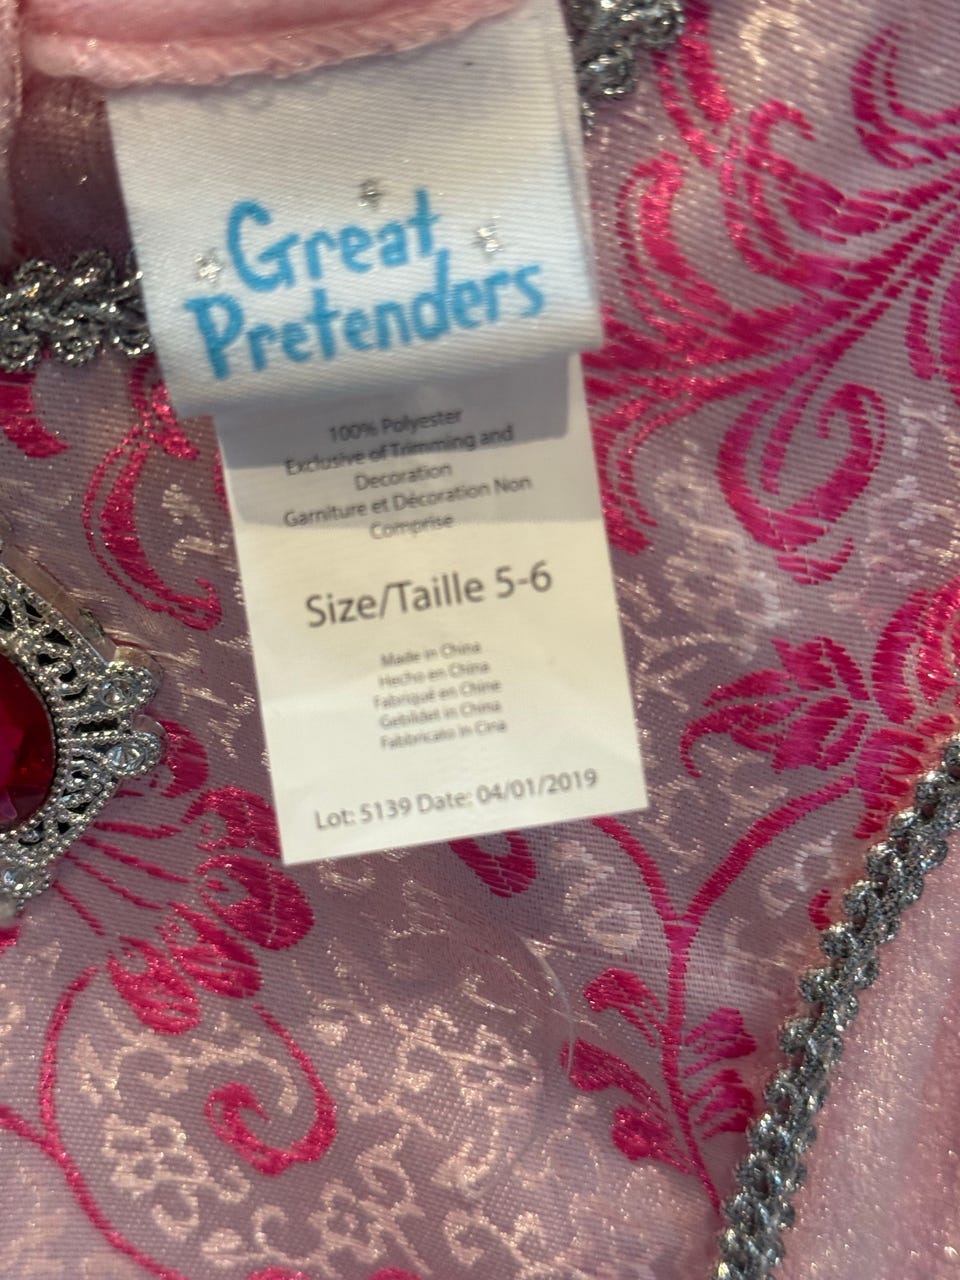 Great
Pretenders
100% Polyester
Exclusive of Trimming and
Decoration
Garniture et Décoration Non
Comprise
Size/Taille 5-6
Made in China
Hecho en China
Fabriqué en Chine
Gebildet in China
Fabbricato in Cina
Lot: 5139 Date: 04/01/2019